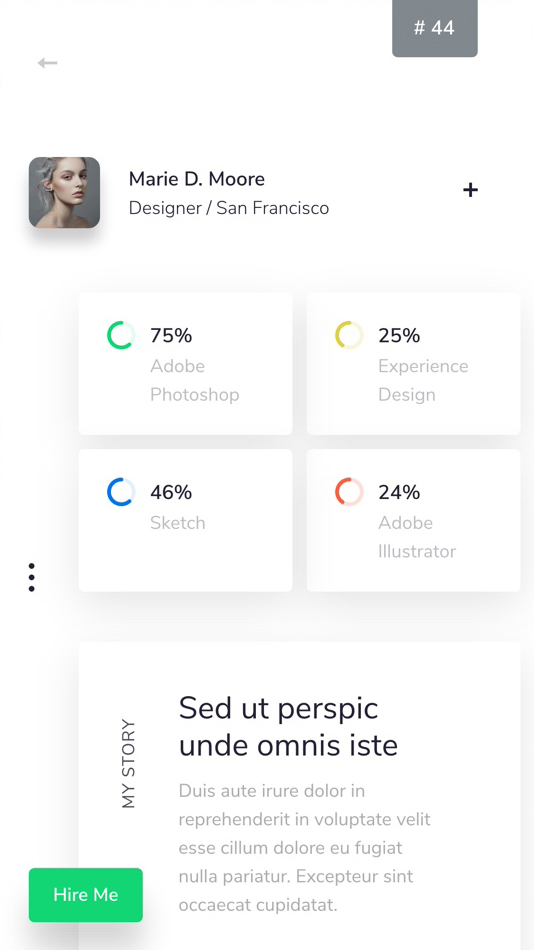 # 44
Marie D. Moore
Designer / San Francisco
75%
Adobe
Photoshop
25%
Experience
Design
46%
Sketch
24%
Adobe
Illustrator
MY STORY
Sed ut perspic
unde omnis iste
Duis aute irure dolor in
reprehenderit in voluptate velit
esse cillum dolore eu fugiat
nulla pariatur. Excepteur sint
occaecat cupidatat.
Hire Me